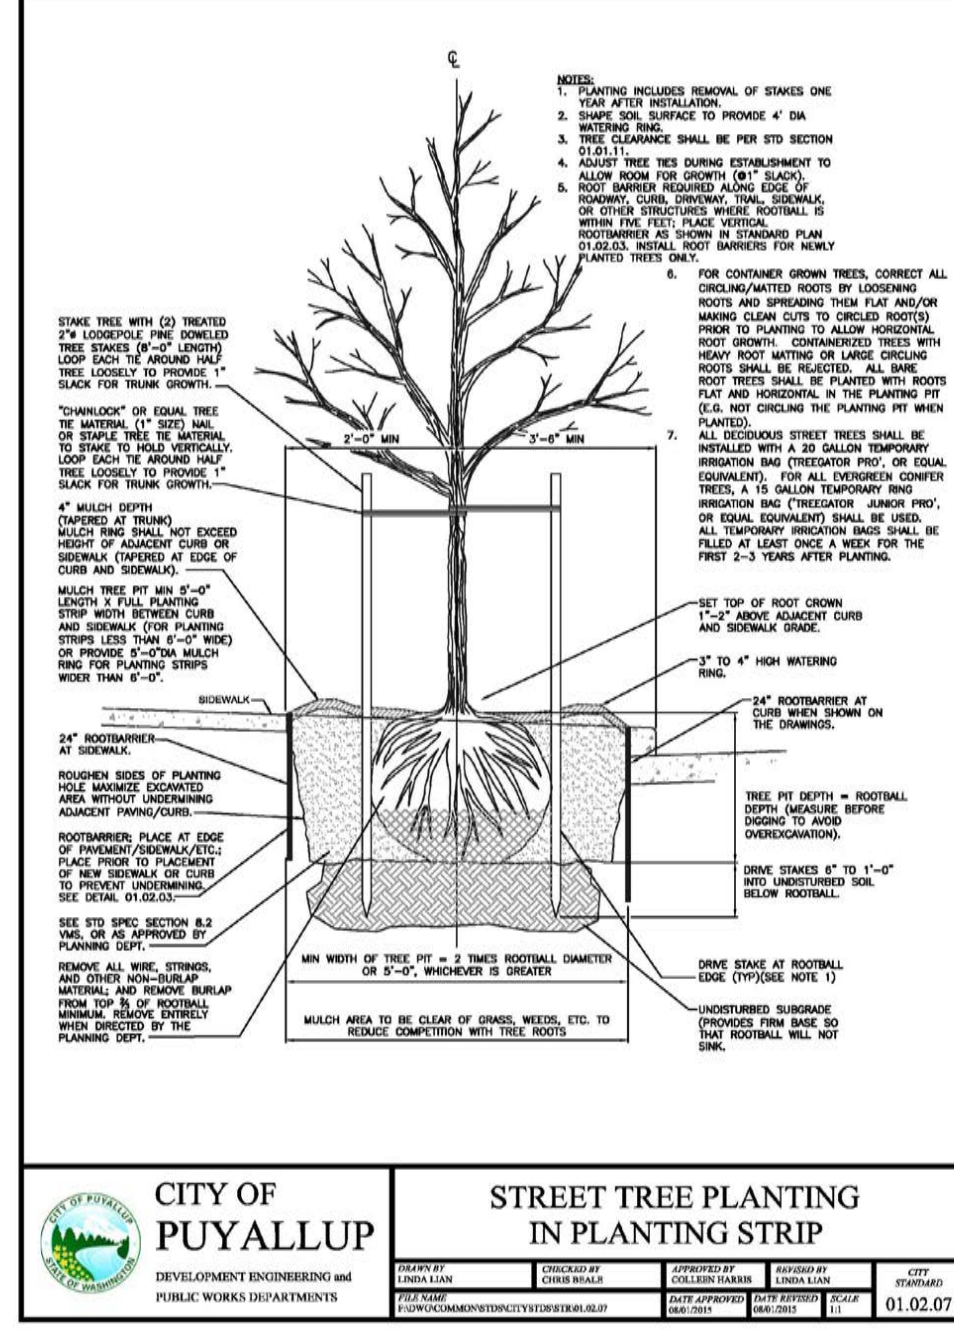 ℄
NOTES:
1. PLANTING INCLUDES REMOVAL OF STAKES ONE
YEAR AFTER INSTALLATION.
2. SHAPE SOIL SURFACE TO PROVIDE 4' DIA
WATERING RING.
3. TREE CLEARANCE SHALL BE PER STD SECTION
01.01.11.
4. ADJUST TREE TIES DURING ESTABLISHMENT TO
ALLOW ROOM FOR GROWTH (@1" SLACK).
5. ROOT BARRIER REQUIRED ALONG EDGE OF
ROADWAY, CURB, DRIVEWAY, TRAIL, SIDEWALK,
OR OTHER STRUCTURES WHERE ROOTBALL IS
WITHIN FIVE FEET; PLACE VERTICAL
ROOTBARRIER AS SHOWN IN STANDARD PLAN
01.02.03. INSTALL ROOT BARRIERS FOR NEWLY
PLANTED TREES ONLY.
6. FOR CONTAINER GROWN TREES, CORRECT ALL
CIRCLING/MATTED ROOTS BY LOOSENING
ROOTS AND SPREADING THEM FLAT AND/OR
MAKING CLEAN CUTS TO CIRCLED ROOT(S)
PRIOR TO PLANTING TO ALLOW HORIZONTAL
ROOT GROWTH. CONTAINERIZED TREES WITH
HEAVY ROOT MATTING OR LARGE CIRCLING
ROOTS SHALL BE REJECTED. ALL BARE
ROOT TREES SHALL BE PLANTED WITH ROOTS
FLAT AND HORIZONTAL IN THE PLANTING PIT
(E.G. NOT CIRCLING THE PLANTING PIT WHEN
PLANTED).
7. ALL DECIDUOUS STREET TREES SHALL BE
INSTALLED WITH A 20 GALLON TEMPORARY
IRRIGATION BAG (TREEGATOR PRO', OR EQUAL
EQUIVALENT). FOR ALL EVERGREEN CONIFER
TREES, A 15 GALLON TEMPORARY RING
IRRIGATION BAG ('TREEGATOR JUNIOR PRO',
OR EQUAL EQUIVALENT) SHALL BE USED.
ALL TEMPORARY IRRIGATION BAGS SHALL BE
FILLED AT LEAST ONCE A WEEK FOR THE
FIRST 2-3 YEARS AFTER PLANTING.
STAKE TREE WITH (2) TREATED
2"ø LODGEPOLE PINE DOWELED
TREE STAKES (8'-0" LENGTH)
LOOP EACH TIE AROUND HALF
TREE LOOSELY TO PROVIDE 1"
SLACK FOR TRUNK GROWTH.
"CHAINLOCK" OR EQUAL TREE
TIE MATERIAL (1" SIZE) NAIL
OR STAPLE TREE TIE MATERIAL
TO STAKE TO HOLD VERTICALLY.
LOOP EACH TIE AROUND HALF
TREE LOOSELY TO PROVIDE 1"
SLACK FOR TRUNK GROWTH.
2'-0" MIN
3'-6" MIN
4" MULCH DEPTH
(TAPERED AT TRUNK)
MULCH RING SHALL NOT EXCEED
HEIGHT OF ADJACENT CURB OR
SIDEWALK (TAPERED AT EDGE OF
CURB AND SIDEWALK).
MULCH TREE PIT MIN 5'-0"
LENGTH X FULL PLANTING
STRIP WIDTH BETWEEN CURB
AND SIDEWALK (FOR PLANTING
STRIPS LESS THAN 6'-0" WIDE)
OR PROVIDE 5'-0"DIA MULCH
RING FOR PLANTING STRIPS
WIDER THAN 6'-0".
SIDEWALK
24" ROOTBARRIER
AT SIDEWALK.
ROUGHEN SIDES OF PLANTING
HOLE MAXIMIZE EXCAVATED
AREA WITHOUT UNDERMINING
ADJACENT PAVING/CURB.
ROOTBARRIER; PLACE AT EDGE
OF PAVEMENT/SIDEWALK/ETC.;
PLACE PRIOR TO PLACEMENT
OF NEW SIDEWALK OR CURB
TO PREVENT UNDERMINING.
SEE DETAIL 01.02.03.
SEE STD SPEC SECTION 8.2
VMS, OR AS APPROVED BY
PLANNING DEPT.
REMOVE ALL WIRE, STRINGS,
AND OTHER NON-BURLAP
MATERIAL; AND REMOVE BURLAP
FROM TOP ⅔ OF ROOTBALL
MINIMUM. REMOVE ENTIRELY
WHEN DIRECTED BY THE
PLANNING DEPT.
SET TOP OF ROOT CROWN
1"-2" ABOVE ADJACENT CURB
AND SIDEWALK GRADE.
3" TO 4" HIGH WATERING
RING.
24" ROOTBARRIER AT
CURB WHEN SHOWN ON
THE DRAWINGS.
TREE PIT DEPTH = ROOTBALL
DEPTH (MEASURE BEFORE
DIGGING TO AVOID
OVEREXCAVATION).
DRIVE STAKES 6" TO 1'-0"
INTO UNDISTURBED SOIL
BELOW ROOTBALL.
DRIVE STAKE AT ROOTBALL
EDGE (TYP)(SEE NOTE 1)
UNDISTURBED SUBGRADE
(PROVIDES FIRM BASE SO
THAT ROOTBALL WILL NOT
SINK.
MIN WIDTH OF TREE PIT = 2 TIMES ROOTBALL DIAMETER
OR 5'-0", WHICHEVER IS GREATER
MULCH AREA TO BE CLEAR OF GRASS, WEEDS, ETC. TO
REDUCE COMPETITION WITH TREE ROOTS
CITY OF PUYALLUP
STATE OF WASHINGTON
CITY OF
PUYALLUP
DEVELOPMENT ENGINEERING and
PUBLIC WORKS DEPARTMENTS
STREET TREE PLANTING
IN PLANTING STRIP
DRAWN BY
LINDA LIAN
CHECKED BY
CHRIS BEALE
APPROVED BY
COLLEEN HARRIS
REVISED BY
LINDA LIAN
CITY
STANDARD
01.02.07
FILE NAME
F:\DWG\COMMON\STDS\CITYSTDS\STR\01.02.07
DATE APPROVED
08/01/2015
DATE REVISED
08/01/2015
SCALE
1:1